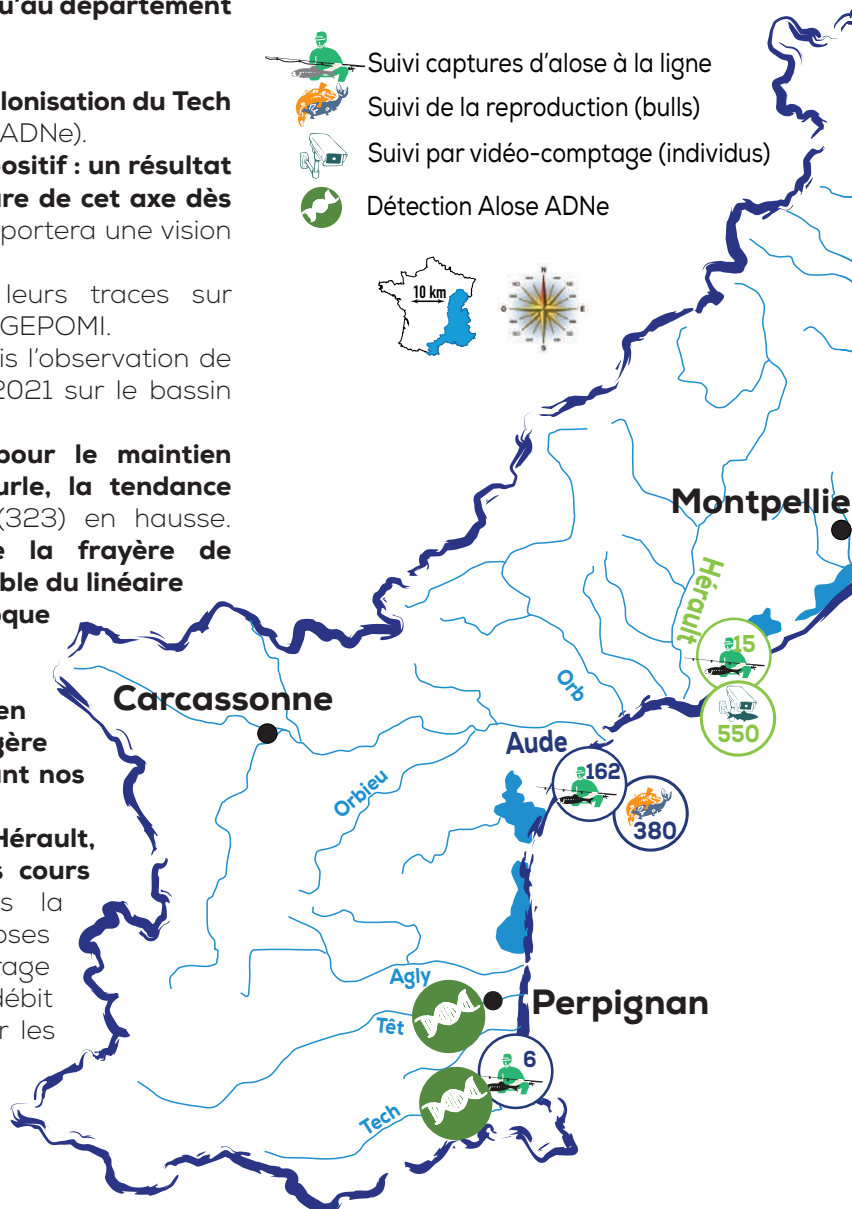 u'au département
lonisation du Tech
ADNe).
ositif : un résultat
re de cet axe dès
portera une vision
leurs traces sur
GEPOMI.
is l'observation de
2021 sur le bassin
pour le maintien
urle, la tendance
(323) en hausse.
e la frayère de
ble du linéaire
oque
en
gère
ant nos
Hérault,
s cours
s la
oses
rage
débit
r les
Suivi captures d'alose à la ligne
Suivi de la reproduction (bulls)
Suivi par vidéo-comptage (individus)
Détection Alose ADNe
10 km
N
O
E
S
Montpellie
Hérault
15
550
Orb
Carcassonne
Aude
162
380
Orbieu
Agly
Perpignan
Têt
6
Tech